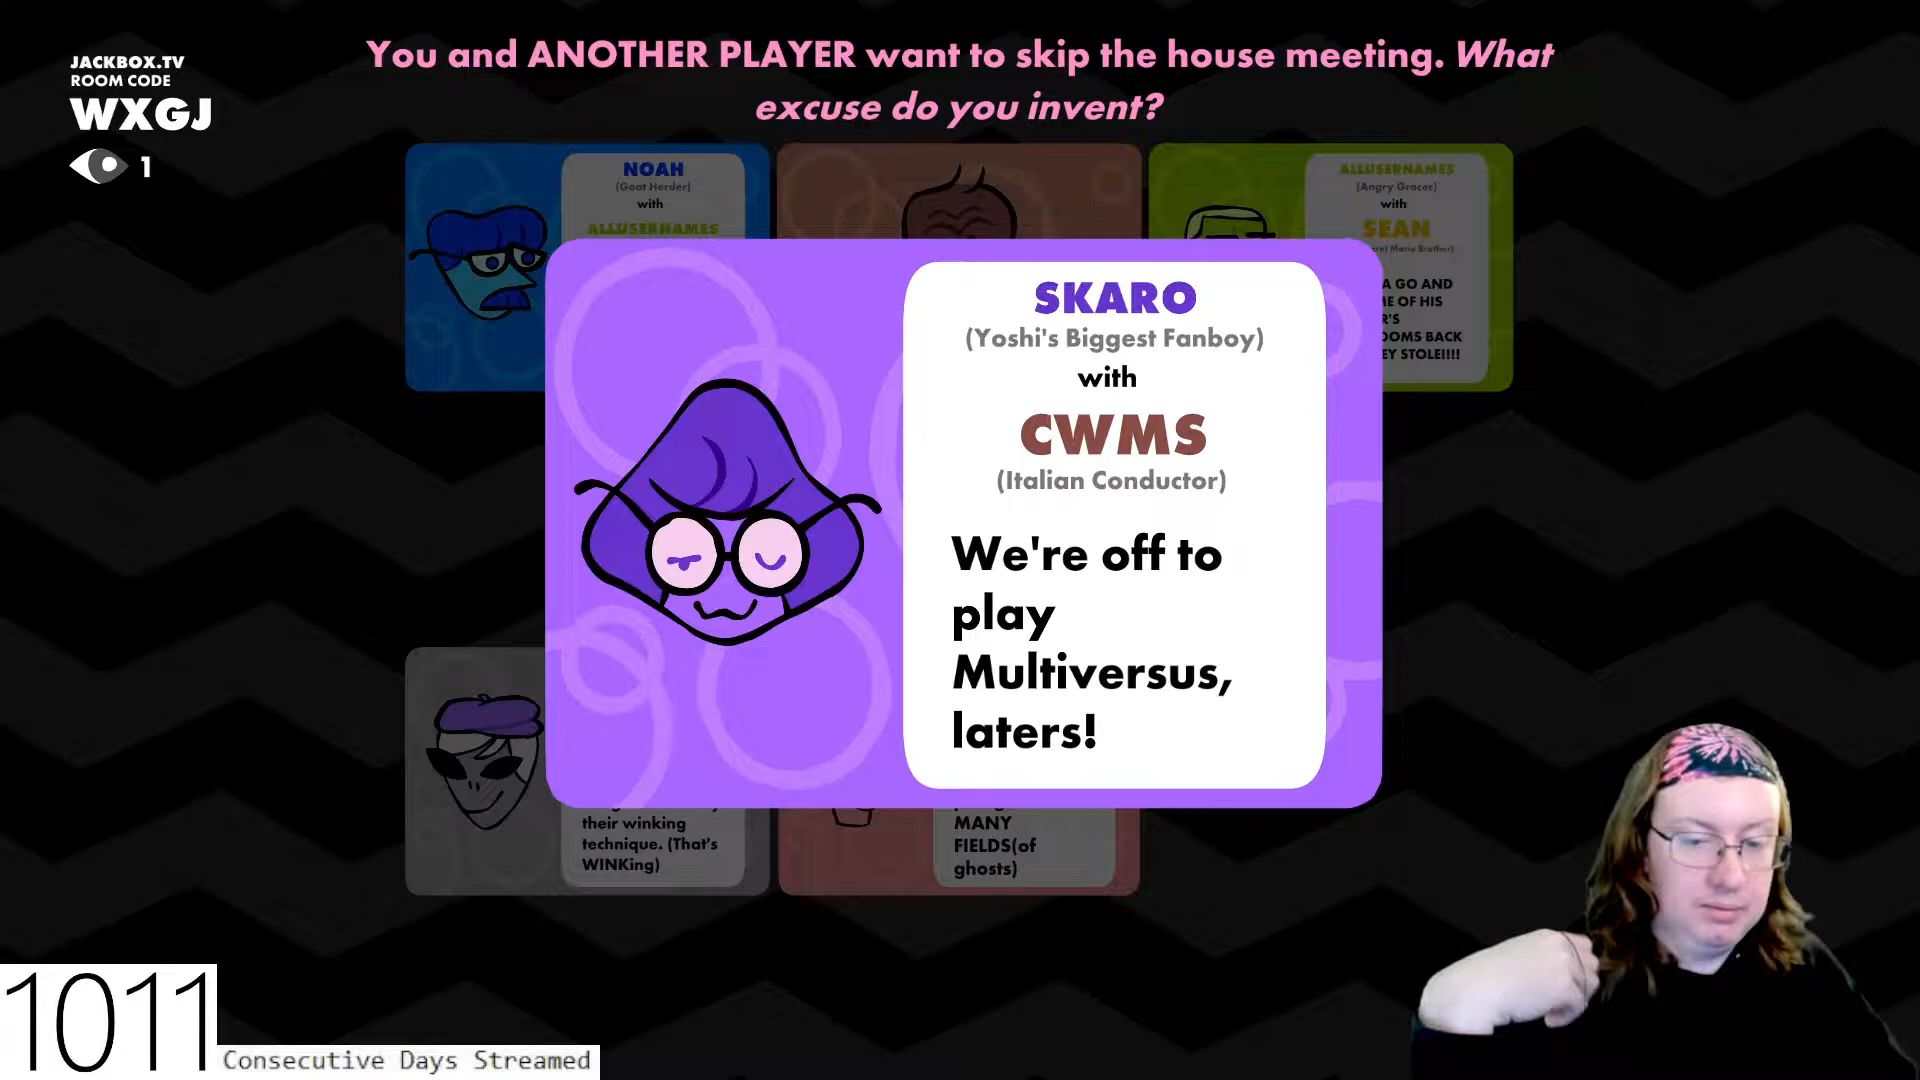 You and ANOTHER PLAYER want to skip the house meeting. What
excuse do you invent?
JACKBOX.TV
ROOM CODE
WXGJ
1
NOAH
(Goat Herder)
with
ALLUSERNAMES
ALLUSERNAMES
(Angry Grocer)
with
SEAN
Mario Brother)
GO AND
OF HIS
BACK
STOLE!!!!
SKARO
(Yoshi's Biggest Fanboy)
with
CWMS
(Italian Conductor)
We're off to
play
Multiversus,
laters!
their winking
technique. (That's
WINKing)
MANY
FIELDS(of
ghosts)
1011
Consecutive Days Streamed